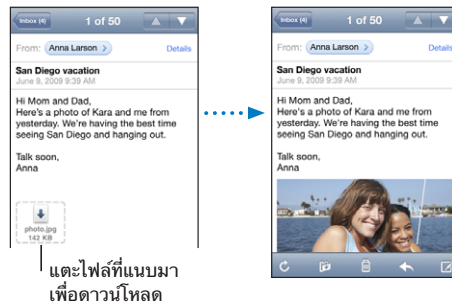 Inbox (4)
1 of 50
From: Anna Larson
Details
San Diego vacation
June 9, 2009 9:39 AM
Hi Mom and Dad,
Here's a photo of Kara and me from
yesterday. We're having the best time
seeing San Diego and hanging out.
Talk soon,
Anna
photo.jpg
142 KB
แตะไฟล์ที่แนบมา
เพื่อดาวน์โหลด
Inbox (4)
1 of 50
From: Anna Larson
Details
San Diego vacation
June 9, 2009 9:39 AM
Hi Mom and Dad,
Here's a photo of Kara and me from
yesterday. We're having the best time
seeing San Diego and hanging out.
Talk soon,
Anna